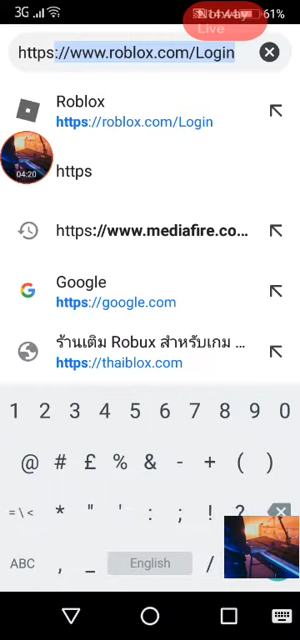 3G 14:44 61%
Live
https://www.roblox.com/Login
Roblox
https://roblox.com/Login
04:20
https
https://www.mediafire.co...
Google
https://google.com
ร้านเติม Robux สำหรับเกม ...
https://thaiblox.com
1 2 3 4 5 6 7 8 9 0
@ # £ % & - + ( )
= \ < * " ' : ; ! ?
ABC , _ English /